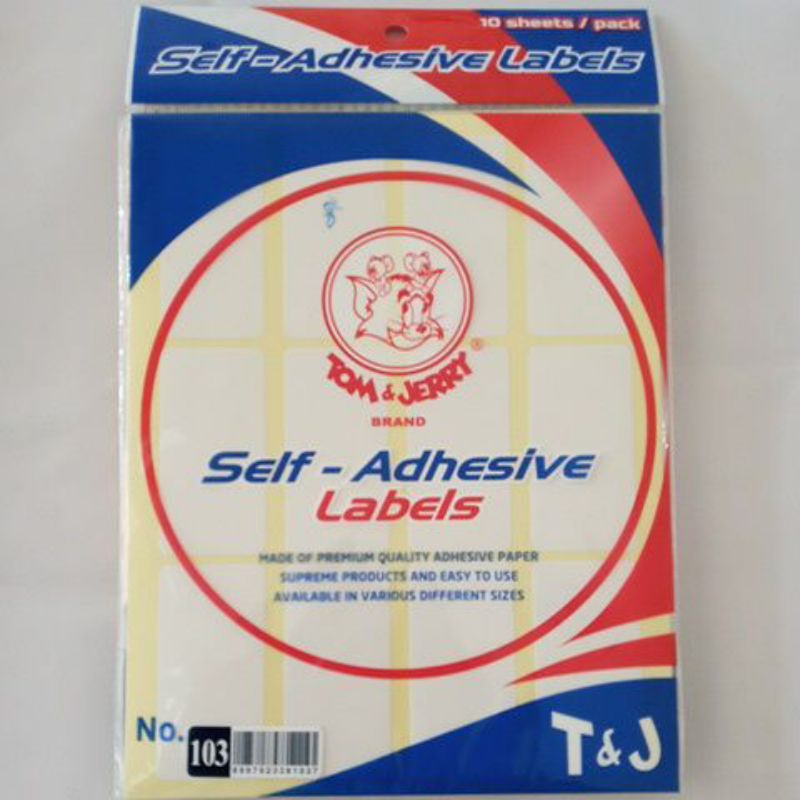 10 sheets / pack
Self-Adhesive Labels
TOM & JERRY ®
BRAND
Self-Adhesive
Labels
MADE OF PREMIUM QUALITY ADHESIVE PAPER
SUPREME PRODUCTS AND EASY TO USE
AVAILABLE IN VARIOUS DIFFERENT SIZES
No. 103
T&J